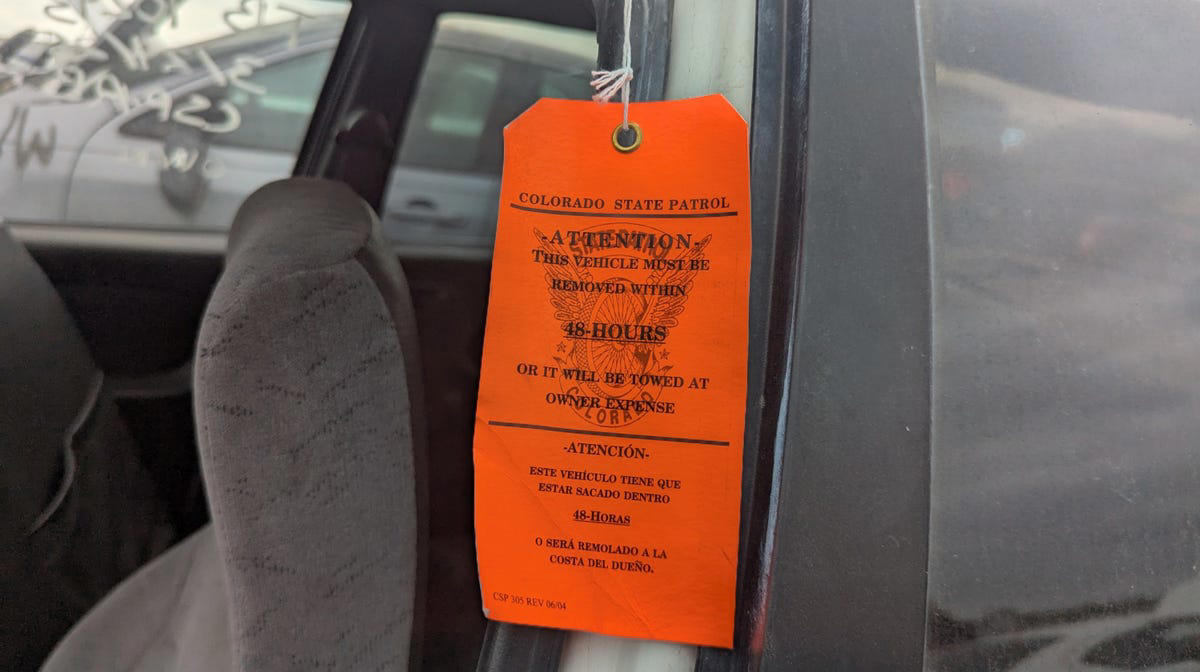 COLORADO STATE PATROL
-ATTENTION-
THIS VEHICLE MUST BE
REMOVED WITHIN
48-HOURS
OR IT WILL BE TOWED AT
OWNER EXPENSE
COLORADO
-ATENCIÓN-
ESTE VEHÍCULO TIENE QUE
ESTAR SACADO DENTRO
48-HORAS
O SERÁ REMOLADO A LA
COSTA DEL DUEÑO.
CSP 305 REV 06/04